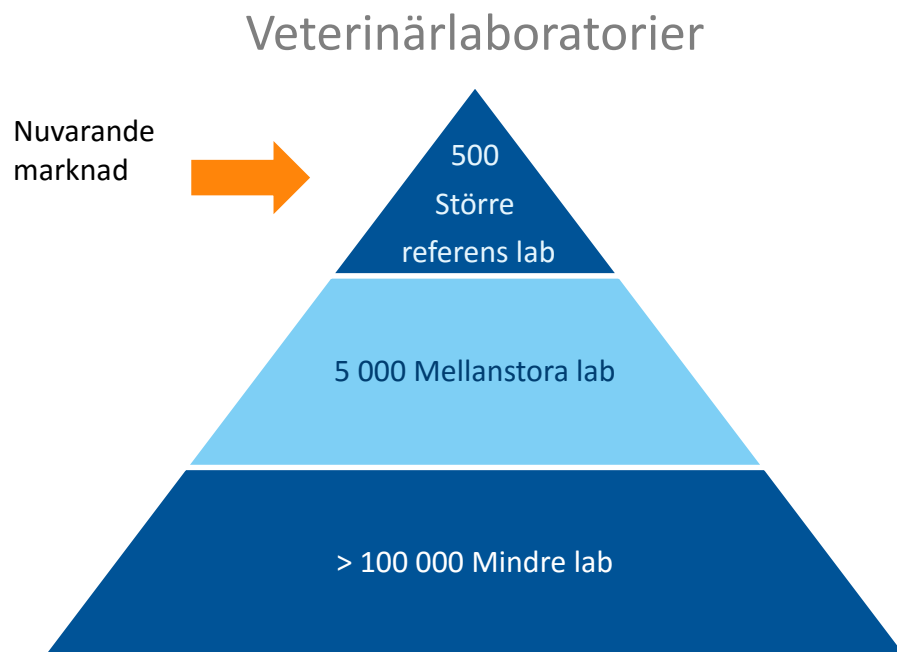 Veterinärlaboratorier
Nuvarande
marknad
500
Större
referens lab
5 000 Mellanstora lab
> 100 000 Mindre lab